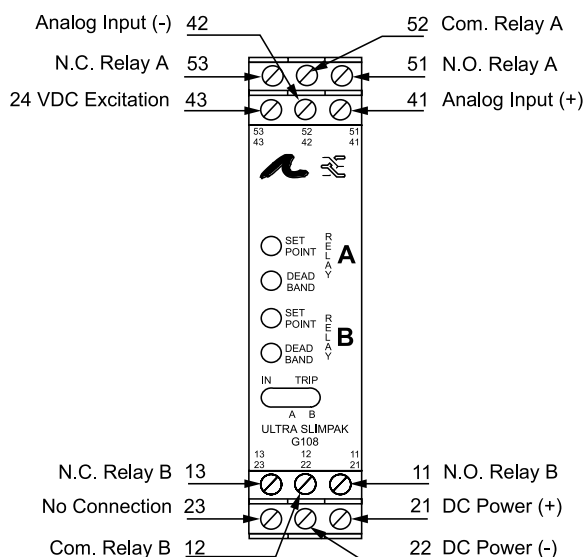 Analog Input (-) 42
52 Com. Relay A
N.C. Relay A 53
51 N.O. Relay A
24 VDC Excitation 43
41 Analog Input (+)
53 52 51
43 42 41
SET POINT
DEAD BAND
RELAY
A
SET POINT
DEAD BAND
RELAY
B
IN TRIP
A B
ULTRA SLIMPAK
G108
13 12 11
23 22 21
N.C. Relay B 13
11 N.O. Relay B
No Connection 23
21 DC Power (+)
Com. Relay B 12
22 DC Power (-)